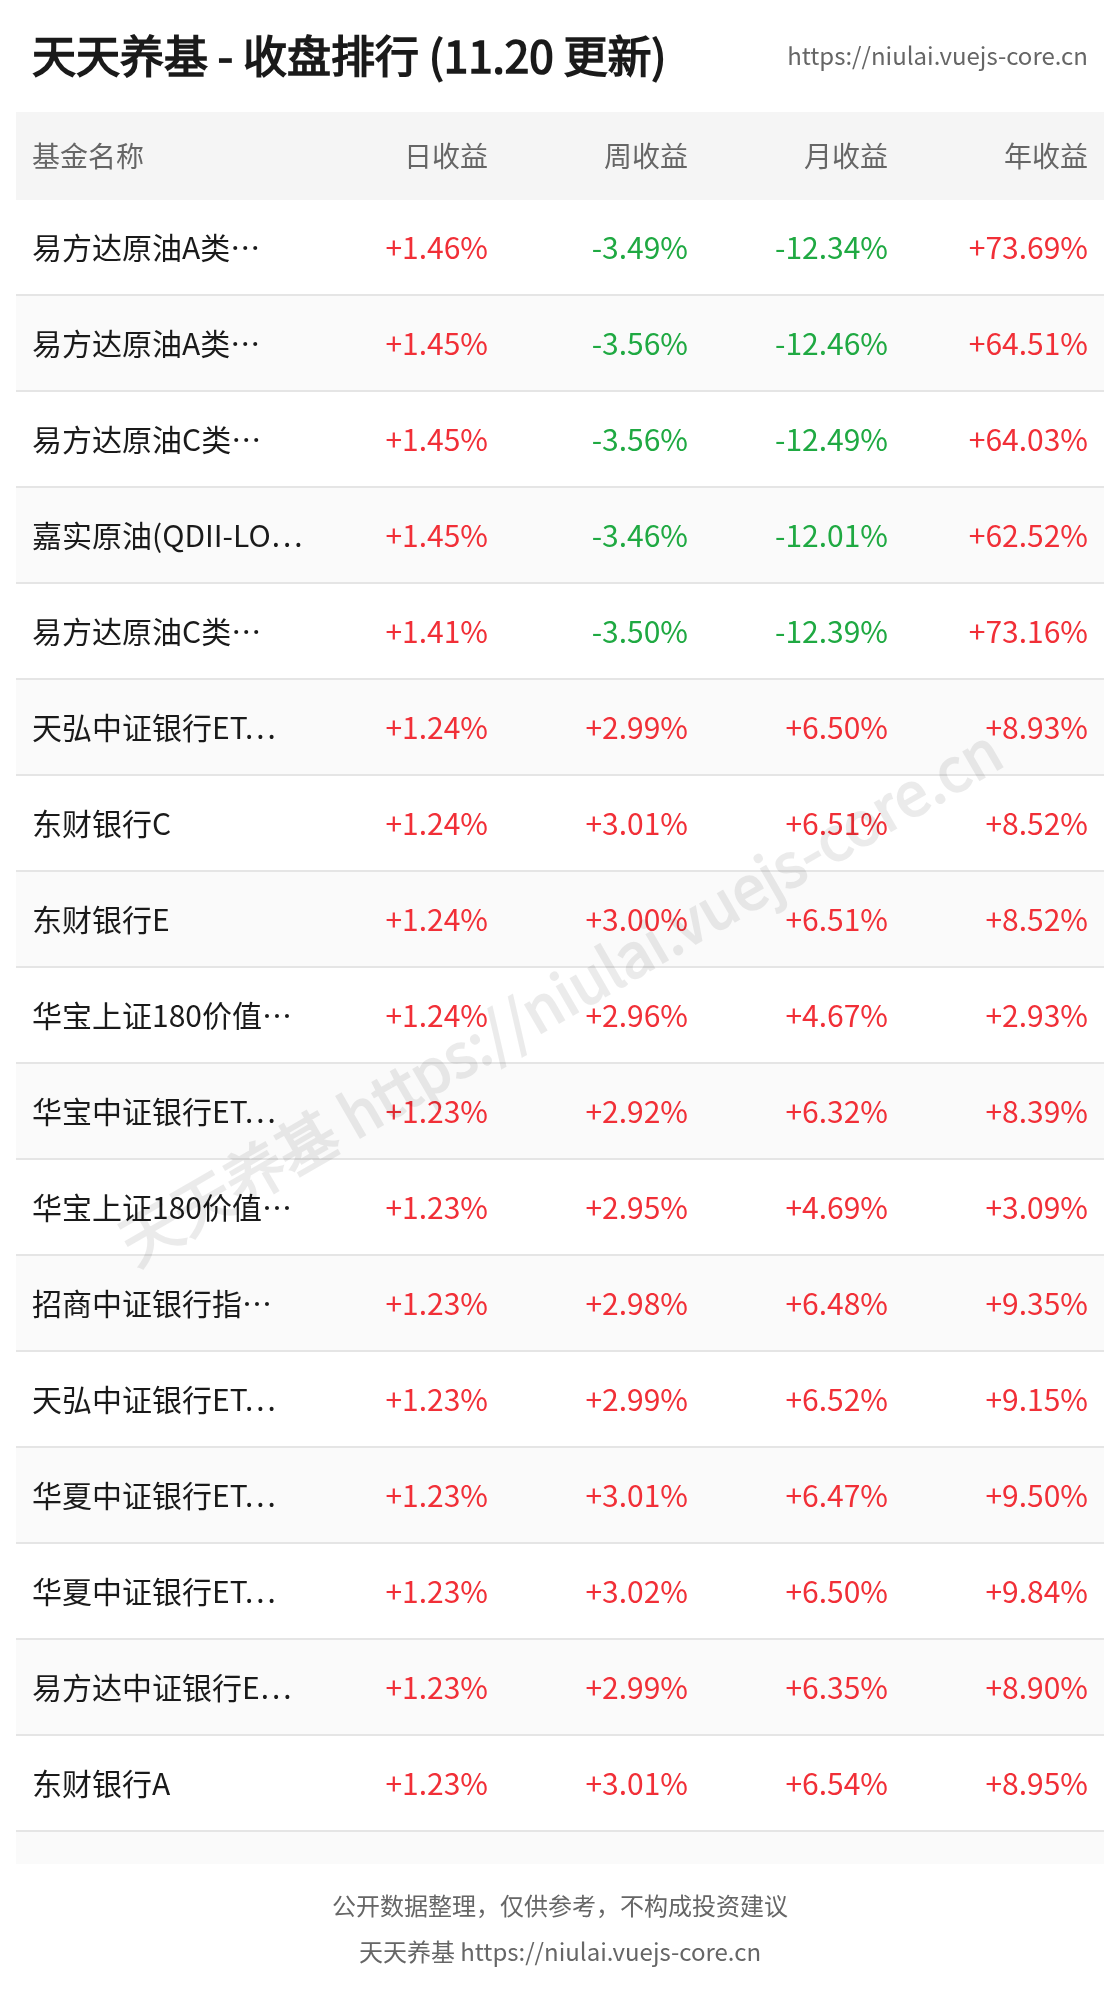 天天养基 - 收盘排行 (11.20 更新) https://niulai.vuejs-core.cn
基金名称 日收益 周收益 月收益 年收益
易方达原油A类… +1.46% -3.49% -12.34% +73.69%
易方达原油A类… +1.45% -3.56% -12.46% +64.51%
易方达原油C类… +1.45% -3.56% -12.49% +64.03%
嘉实原油(QDII-LO… +1.45% -3.46% -12.01% +62.52%
易方达原油C类… +1.41% -3.50% -12.39% +73.16%
天弘中证银行ET… +1.24% +2.99% +6.50% +8.93%
东财银行C +1.24% +3.01% +6.51% +8.52%
东财银行E +1.24% +3.00% +6.51% +8.52%
华宝上证180价值… +1.24% +2.96% +4.67% +2.93%
华宝中证银行ET… +1.23% +2.92% +6.32% +8.39%
华宝上证180价值… +1.23% +2.95% +4.69% +3.09%
招商中证银行指… +1.23% +2.98% +6.48% +9.35%
天弘中证银行ET… +1.23% +2.99% +6.52% +9.15%
华夏中证银行ET… +1.23% +3.01% +6.47% +9.50%
华夏中证银行ET… +1.23% +3.02% +6.50% +9.84%
易方达中证银行E… +1.23% +2.99% +6.35% +8.90%
东财银行A +1.23% +3.01% +6.54% +8.95%
天天养基 https://niulai.vuejs-core.cn
公开数据整理，仅供参考，不构成投资建议
天天养基 https://niulai.vuejs-core.cn